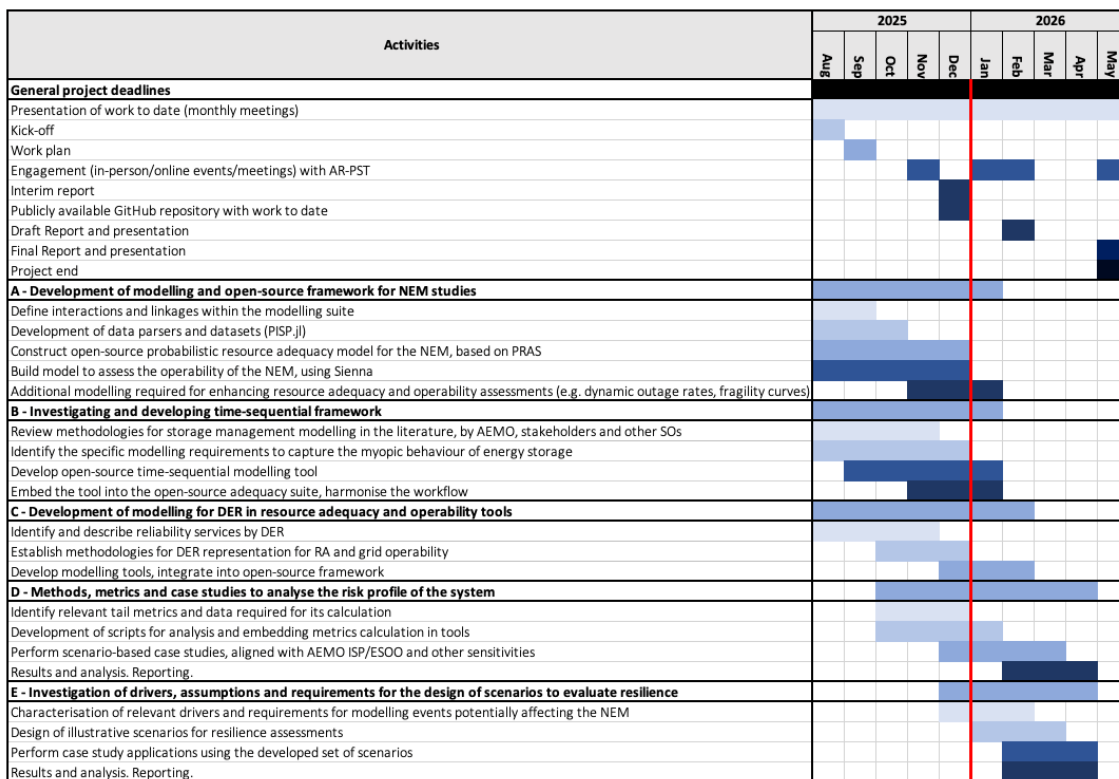 Activities
2025
2026
Aug
Sep
Oct
Nov
Dec
Jan
Feb
Mar
Apr
May
General project deadlines
Presentation of work to date (monthly meetings)
Kick-off
Work plan
Engagement (in-person/online events/meetings) with AR-PST
Interim report
Publicly available GitHub repository with work to date
Draft Report and presentation
Final Report and presentation
Project end
A - Development of modelling and open-source framework for NEM studies
Define interactions and linkages within the modelling suite
Development of data parsers and datasets (PISP.jl)
Construct open-source probabilistic resource adequacy model for the NEM, based on PRAS
Build model to assess the operability of the NEM, using Sienna
Additional modelling required for enhancing resource adequacy and operability assessments (e.g. dynamic outage rates, fragility curves)
B - Investigating and developing time-sequential framework
Review methodologies for storage management modelling in the literature, by AEMO, stakeholders and other SOs
Identify the specific modelling requirements to capture the myopic behaviour of energy storage
Develop open-source time-sequential modelling tool
Embed the tool into the open-source adequacy suite, harmonise the workflow
C - Development of modelling for DER in resource adequacy and operability tools
Identify and describe reliability services by DER
Establish methodologies for DER representation for RA and grid operability
Develop modelling tools, integrate into open-source framework
D - Methods, metrics and case studies to analyse the risk profile of the system
Identify relevant tail metrics and data required for its calculation
Development of scripts for analysis and embedding metrics calculation in tools
Perform scenario-based case studies, aligned with AEMO ISP/ESOO and other sensitivities
Results and analysis. Reporting.
E - Investigation of drivers, assumptions and requirements for the design of scenarios to evaluate resilience
Characterisation of relevant drivers and requirements for modelling events potentially affecting the NEM
Design of illustrative scenarios for resilience assessments
Perform case study applications using the developed set of scenarios
Results and analysis. Reporting.